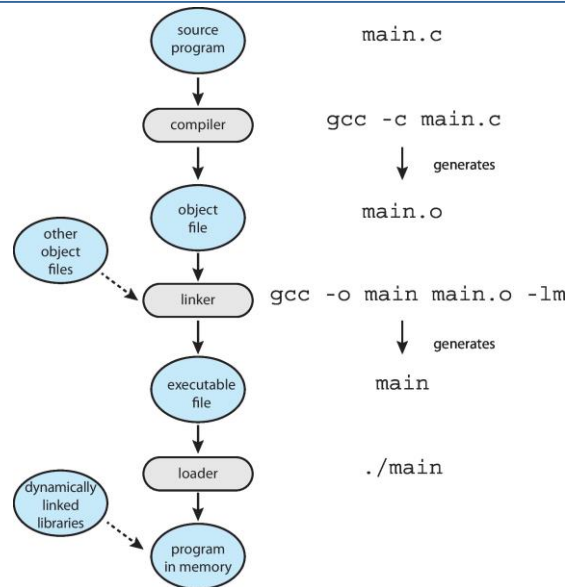 source
program
main.c
compiler
gcc -c main.c
generates
object
file
main.o
other
object
files
linker
gcc -o main main.o -lm
generates
executable
file
main
loader
./main
dynamically
linked
libraries
program
in memory